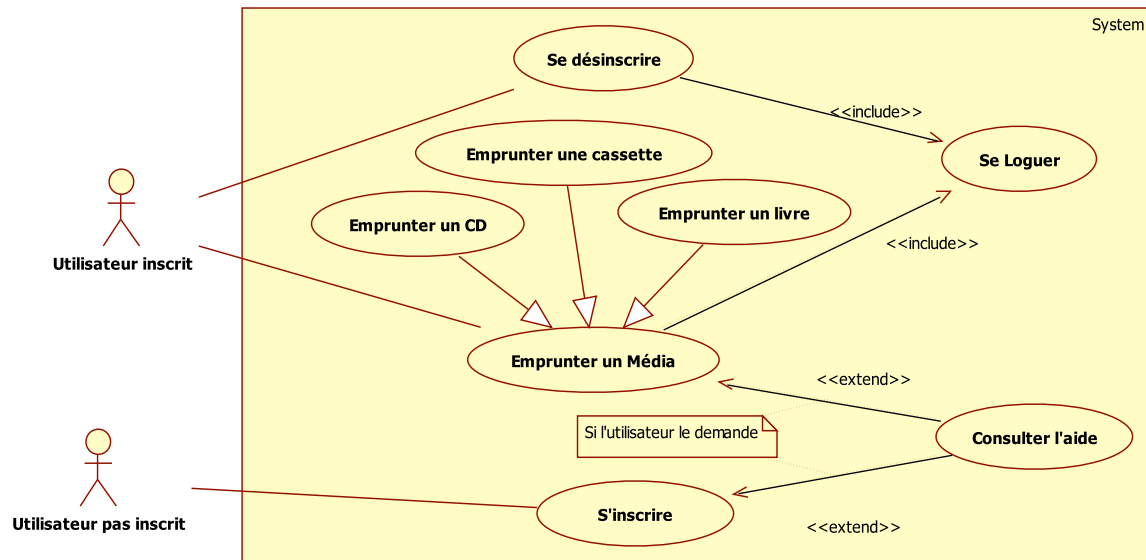 System
Se désinscrire
<<include>>
Emprunter une cassette
Se Loguer
Emprunter un CD
Emprunter un livre
<<include>>
Utilisateur inscrit
Emprunter un Média
<<extend>>
Si l'utilisateur le demande
Consulter l'aide
S'inscrire
Utilisateur pas inscrit
<<extend>>